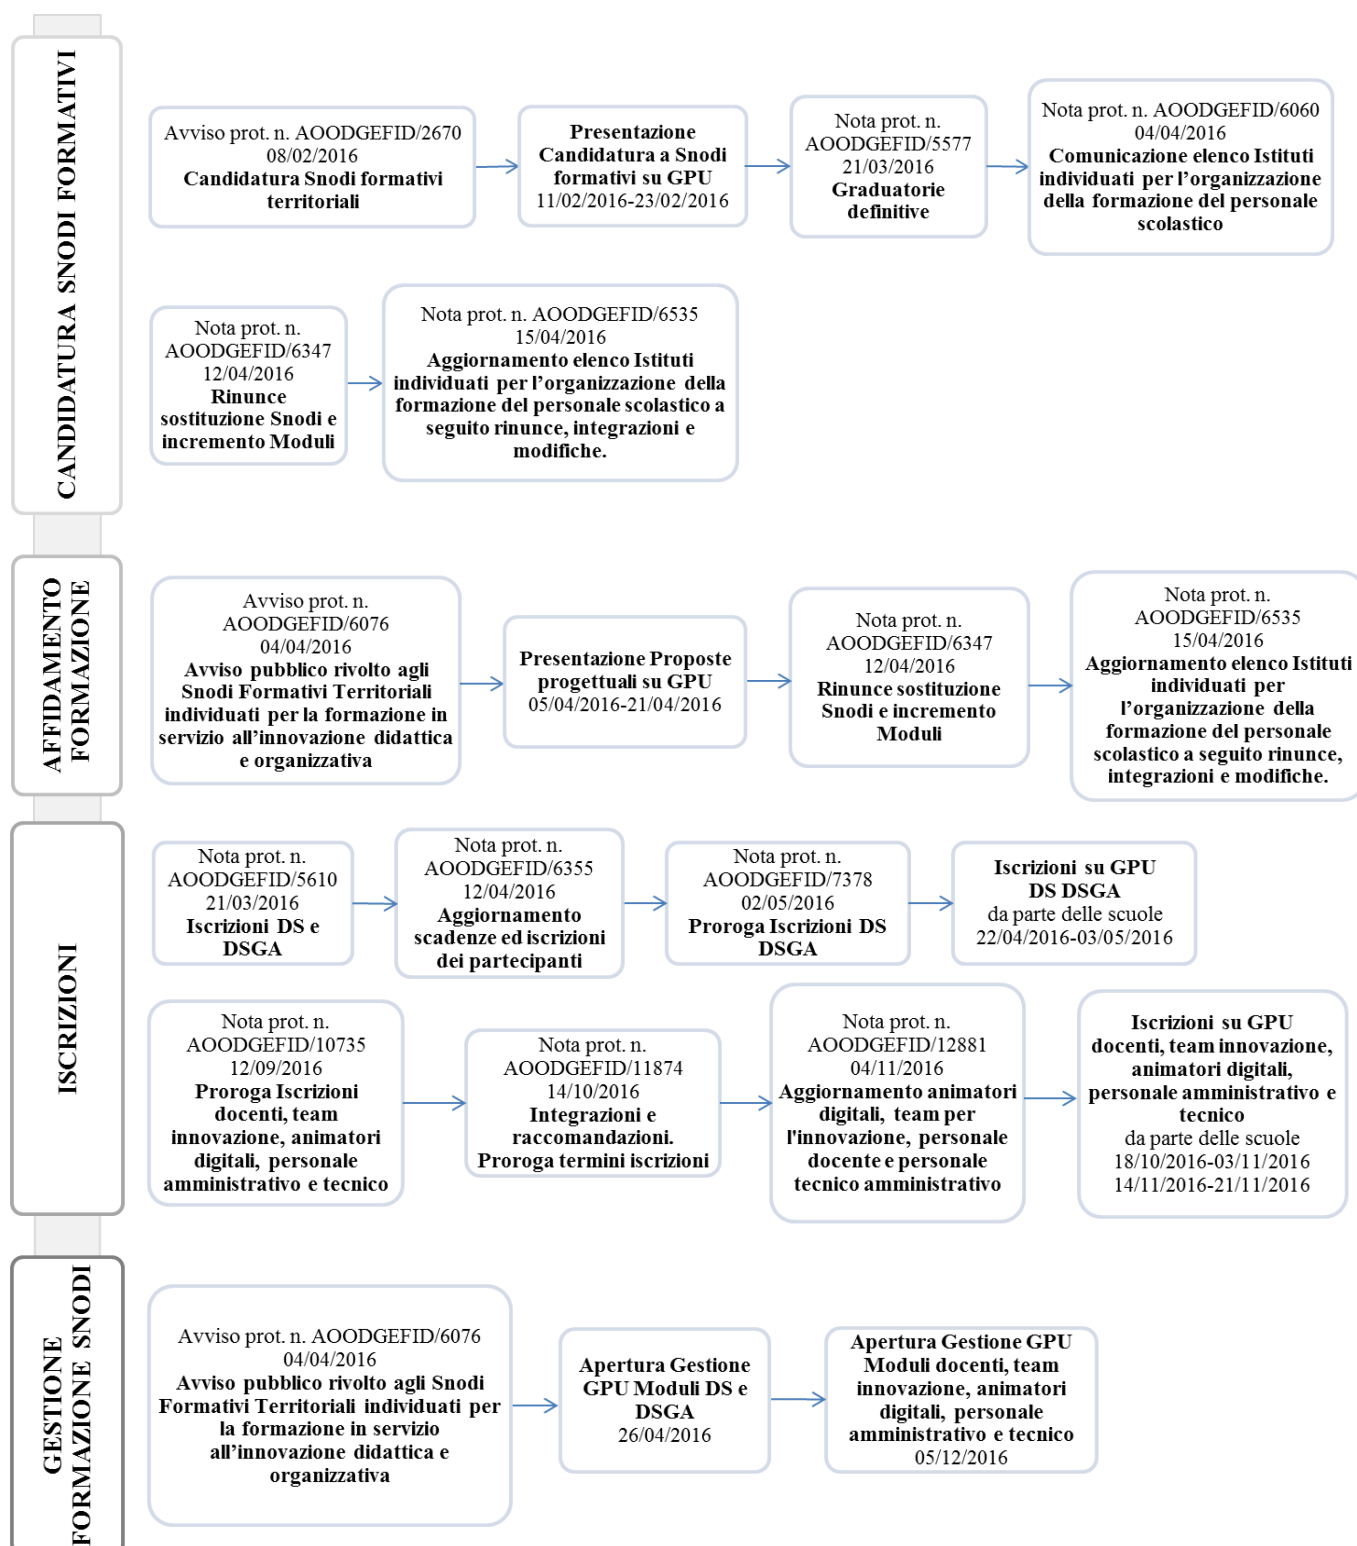 CANDIDATURA SNODI FORMATIVI
Avviso prot. n. AOODGEFID/2670
08/02/2016
Candidatura Snodi formativi
territoriali
Presentazione
Candidatura a Snodi
formativi su GPU
11/02/2016-23/02/2016
Nota prot. n.
AOODGEFID/5577
21/03/2016
Graduatorie
definitive
Nota prot. n. AOODGEFID/6060
04/04/2016
Comunicazione elenco Istituti
individuati per l’organizzazione
della formazione del personale
scolastico
Nota prot. n.
AOODGEFID/6347
12/04/2016
Rinunce
sostituzione Snodi e
incremento Moduli
Nota prot. n. AOODGEFID/6535
15/04/2016
Aggiornamento elenco Istituti
individuati per l’organizzazione della
formazione del personale scolastico a
seguito rinunce, integrazioni e
modifiche.
AFFIDAMENTO
FORMAZIONE
Avviso prot. n.
AOODGEFID/6076
04/04/2016
Avviso pubblico rivolto agli
Snodi Formativi Territoriali
individuati per la formazione in
servizio all’innovazione didattica
e organizzativa
Presentazione Proposte
progettuali su GPU
05/04/2016-21/04/2016
Nota prot. n.
AOODGEFID/6347
12/04/2016
Rinunce sostituzione
Snodi e incremento
Moduli
Nota prot. n.
AOODGEFID/6535
15/04/2016
Aggiornamento elenco Istituti
individuati per
l’organizzazione della
formazione del personale
scolastico a seguito rinunce,
integrazioni e modifiche.
ISCRIZIONI
Nota prot. n.
AOODGEFID/5610
21/03/2016
Iscrizioni DS e
DSGA
Nota prot. n.
AOODGEFID/6355
12/04/2016
Aggiornamento
scadenze ed iscrizioni
dei partecipanti
Nota prot. n.
AOODGEFID/7378
02/05/2016
Proroga Iscrizioni DS
DSGA
Iscrizioni su GPU
DS DSGA
da parte delle scuole
22/04/2016-03/05/2016
Nota prot. n.
AOODGEFID/10735
12/09/2016
Proroga Iscrizioni
docenti, team
innovazione, animatori
digitali, personale
amministrativo e tecnico
Nota prot. n.
AOODGEFID/11874
14/10/2016
Integrazioni e
raccomandazioni.
Proroga termini iscrizioni
Nota prot. n.
AOODGEFID/12881
04/11/2016
Aggiornamento animatori
digitali, team per
l'innovazione, personale
docente e personale
tecnico amministrativo
Iscrizioni su GPU
docenti, team innovazione,
animatori digitali,
personale amministrativo e
tecnico
da parte delle scuole
18/10/2016-03/11/2016
14/11/2016-21/11/2016
GESTIONE
FORMAZIONE SNODI
Avviso prot. n. AOODGEFID/6076
04/04/2016
Avviso pubblico rivolto agli Snodi
Formativi Territoriali individuati per
la formazione in servizio
all’innovazione didattica e
organizzativa
Apertura Gestione
GPU Moduli DS e
DSGA
26/04/2016
Apertura Gestione GPU
Moduli docenti, team
innovazione, animatori
digitali, personale
amministrativo e tecnico
05/12/2016